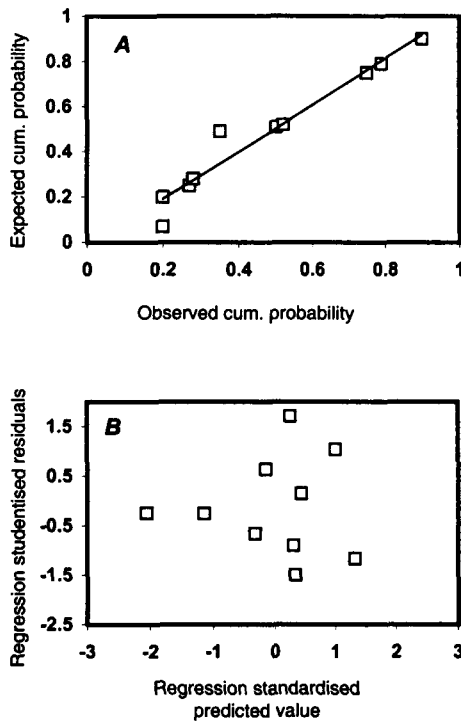 A
Expected cum. probability
1
0.8
0.6
0.4
0.2
0
0 0.2 0.4 0.6 0.8 1
Observed cum. probability
B
Regression studentised residuals
1.5
0.5
-0.5
-1.5
-2.5
-3 -2 -1 0 1 2 3
Regression standardised
predicted value